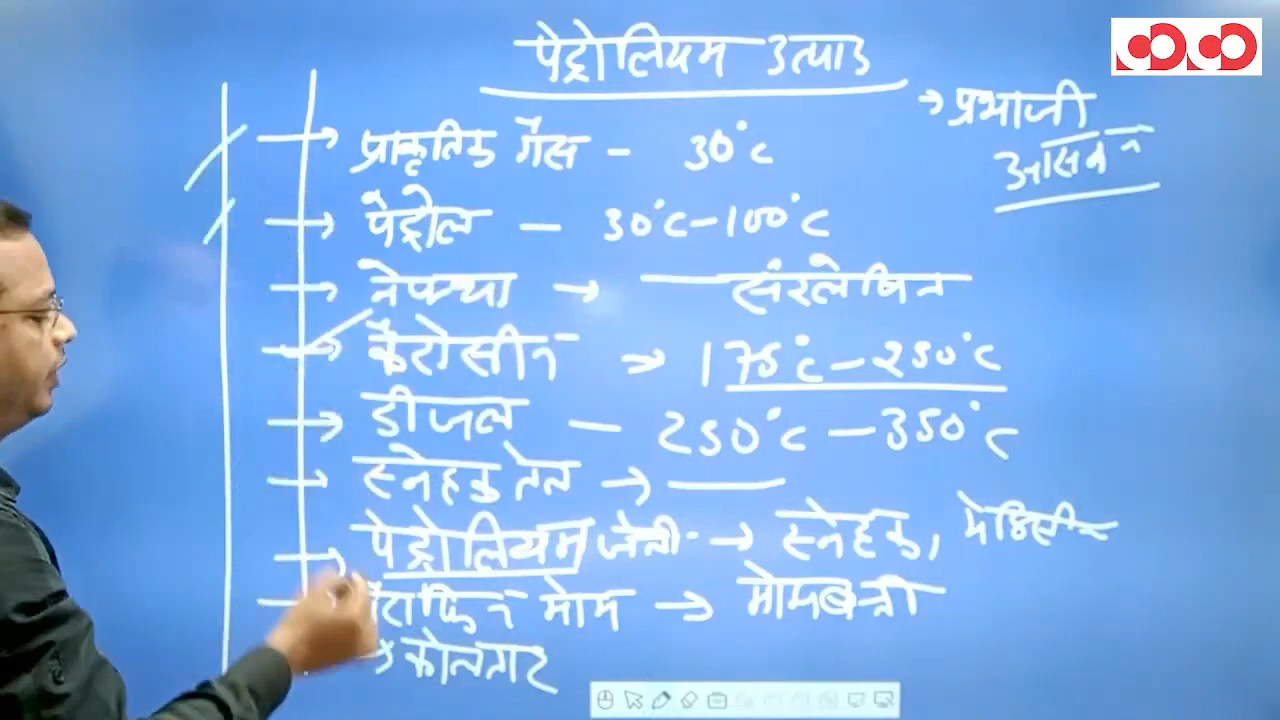 पेट्रोलियम उत्पाद
→ प्रभाजी
आसवन
→ प्राकृतिक गैस - 30°C
→ पेट्रोल — 30°C-100°C
→ नेफ्था → संश्लेषित
→ कैरोसीन → 175°C-250°C
→ डीजल — 250°C-350°C
→ स्नेहक तेल →
→ पेट्रोलियम जेली → स्नेहक, मेडिसीन
पैराफिन मोम → मोमबत्ती
कोलतार